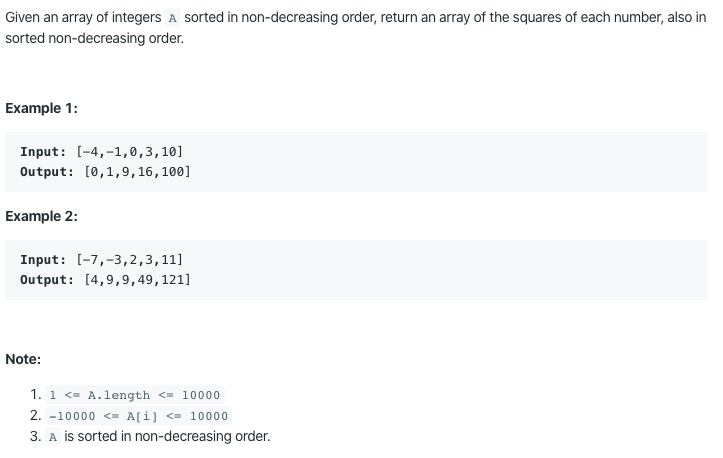 Given an array of integers A sorted in non-decreasing order, return an array of the squares of each number, also in
sorted non-decreasing order.
Example 1:
Input: [-4,-1,0,3,10]
Output: [0,1,9,16,100]
Example 2:
Input: [-7,-3,2,3,11]
Output: [4,9,9,49,121]
Note:
1. 1 <= A.length <= 10000
2. -10000 <= A[i] <= 10000
3. A is sorted in non-decreasing order.